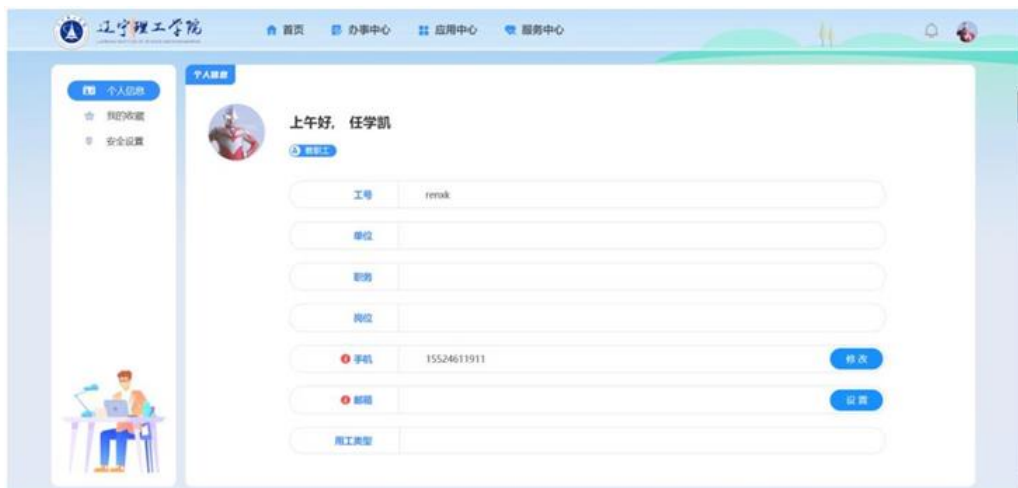 辽宁理工学院
首页 办事中心 应用中心 服务中心
个人信息
我的收藏
安全设置
个人信息
上午好, 任学凯
教职工
工号 renxk
单位
职务
岗位
手机 15524611911 修改
邮箱 设置
用工类型